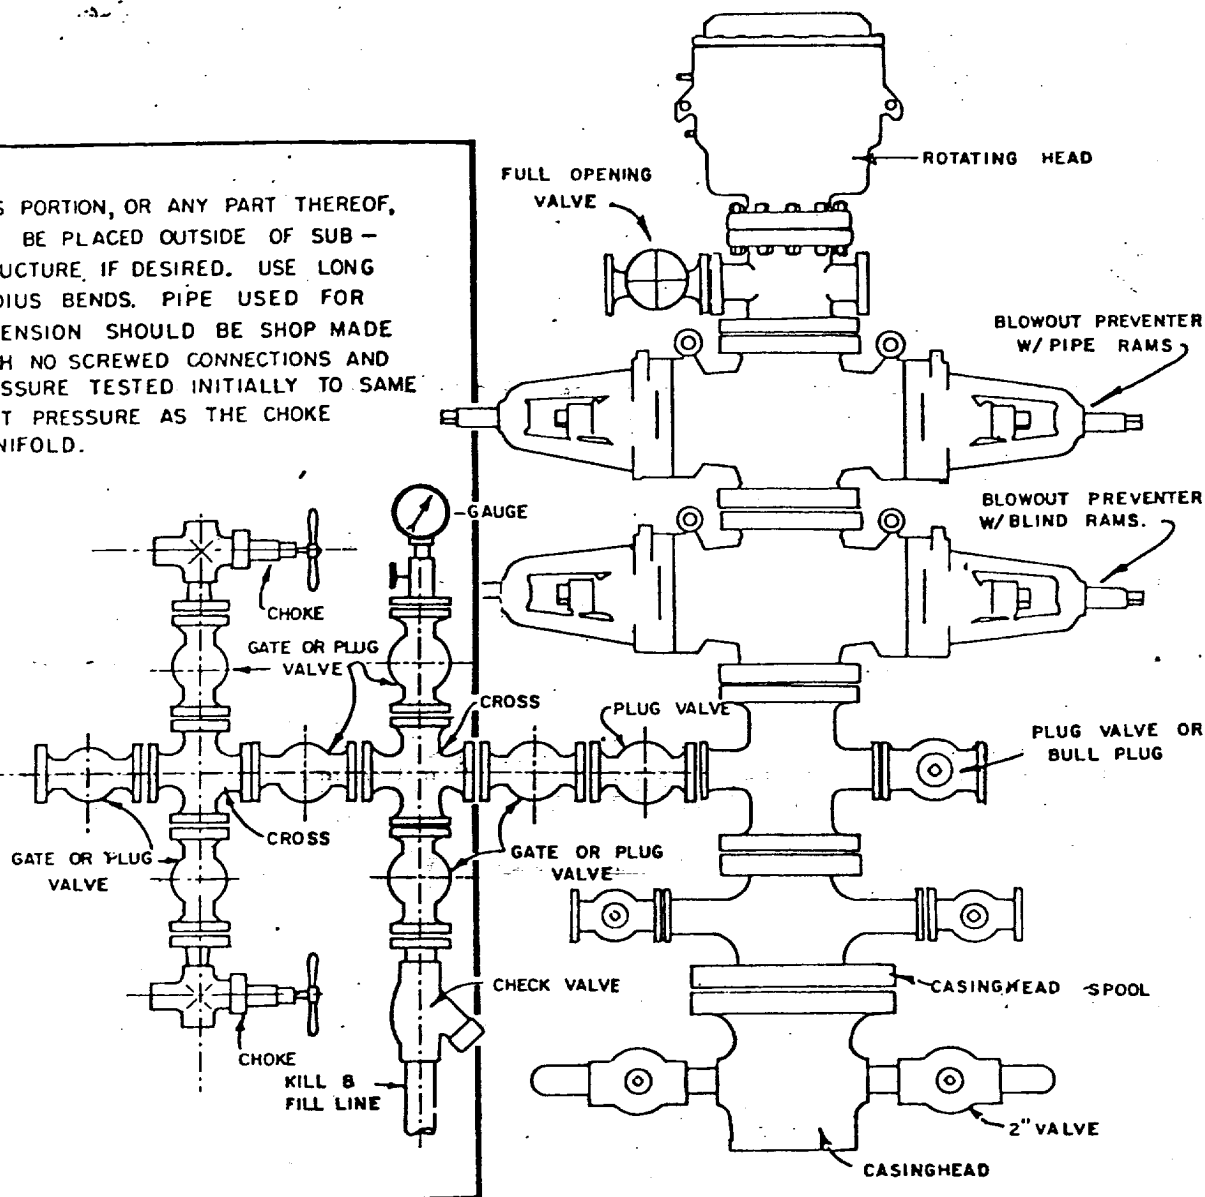 S PORTION, OR ANY PART THEREOF,
BE PLACED OUTSIDE OF SUB-
UCTURE IF DESIRED. USE LONG
DIUS BENDS. PIPE USED FOR
ENSION SHOULD BE SHOP MADE
H NO SCREWED CONNECTIONS AND
SSURE TESTED INITIALLY TO SAME
T PRESSURE AS THE CHOKE
NIFOLD.
ROTATING HEAD
FULL OPENING
VALVE
BLOWOUT PREVENTER
W/ PIPE RAMS
BLOWOUT PREVENTER
W/ BLIND RAMS.
GAUGE
CHOKE
GATE OR PLUG
VALVE
CROSS
PLUG VALVE
PLUG VALVE OR
BULL PLUG
CROSS
GATE OR PLUG
VALVE
GATE OR PLUG
VALVE
CHECK VALVE
CASINGHEAD SPOOL
CHOKE
KILL &
FILL LINE
2" VALVE
CASINGHEAD